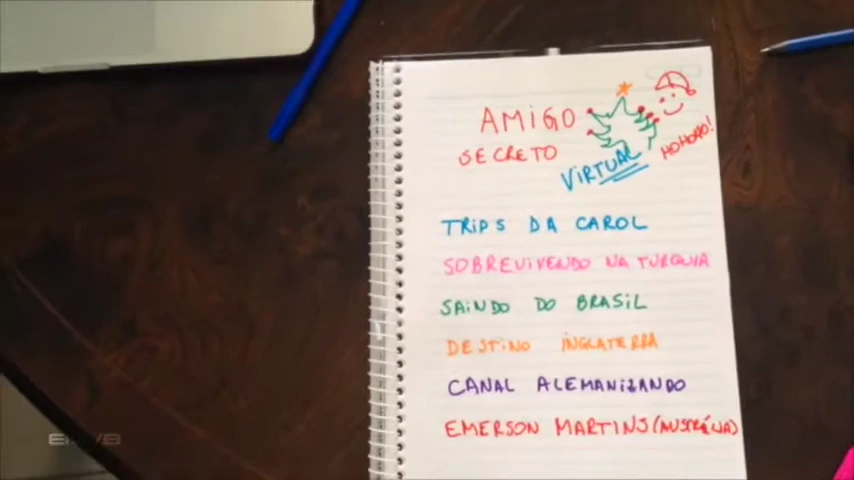 AMIGO
SECRETO
VIRTUAL
HOHOHO!
TRIPS DA CAROL
SOBREVIVENDO NA TURQUIA
SAINDO DO BRASIL
DESTINO INGLATERRA
CANAL ALEMANIZANDO
EMERSON MARTINS (AUSTRÁLIA)